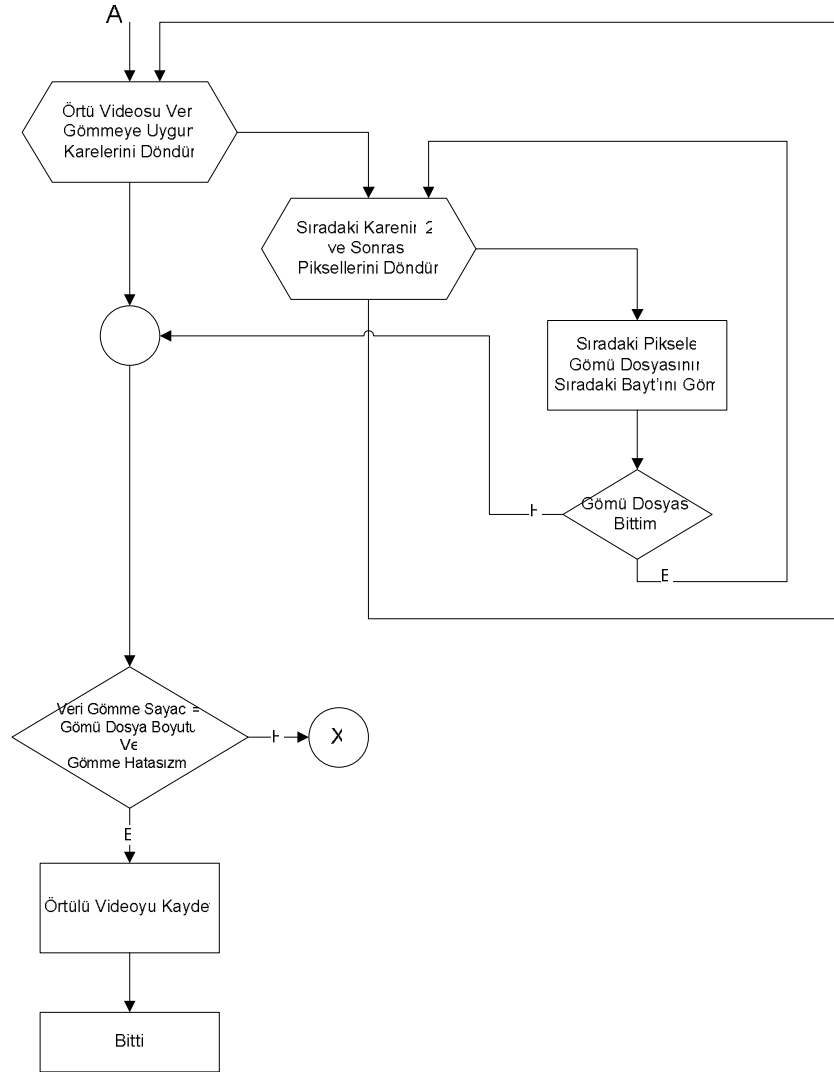 A
Örtü Videosu Ver
Gömmeye Uygun
Karelerini Döndür
Sıradaki Karenin 2
ve Sonras
Piksellerini Döndür
Sıradaki Piksele
Gömü Dosyasının
Sıradaki Bayt'ını Göm
Gömü Dosyas
Bittim
H
E
Veri Gömme Sayac =
Gömü Dosya Boyutu
Ve
Gömme Hatasızm
H
X
E
Örtülü Videoyu Kayde
Bitti